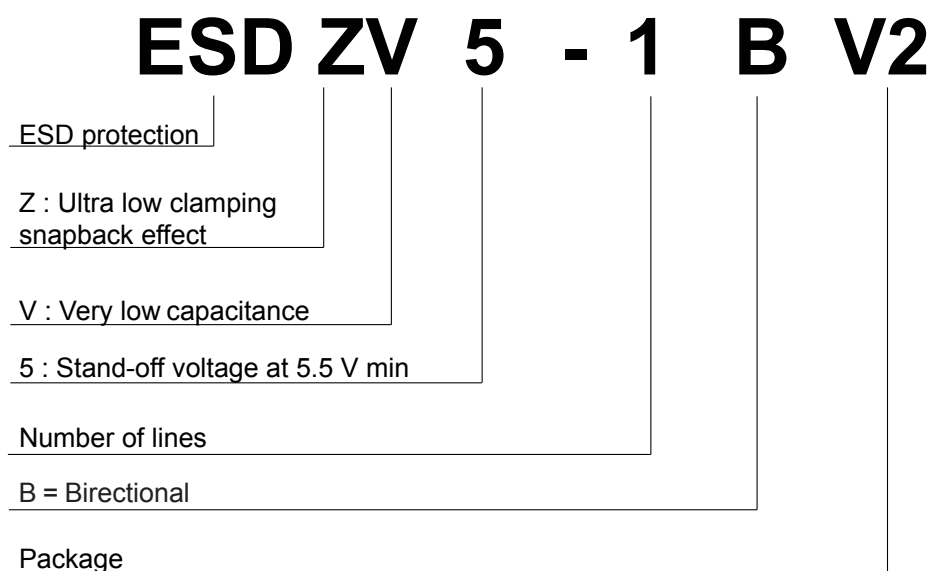 ESD ZV 5 - 1 B V2
ESD protection
Z : Ultra low clamping
snapback effect
V : Very low capacitance
5 : Stand-off voltage at 5.5 V min
Number of lines
B = Birectional
Package